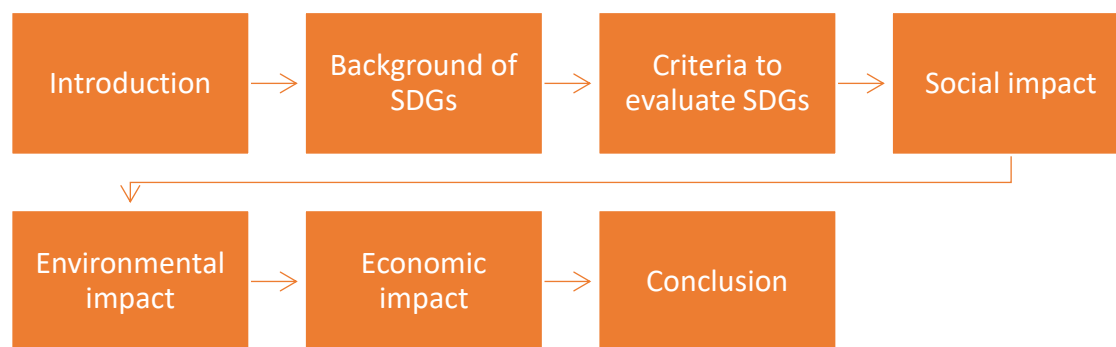 Introduction
Background of
SDGs
Criteria to
evaluate SDGs
Social impact
Environmental
impact
Economic
impact
Conclusion